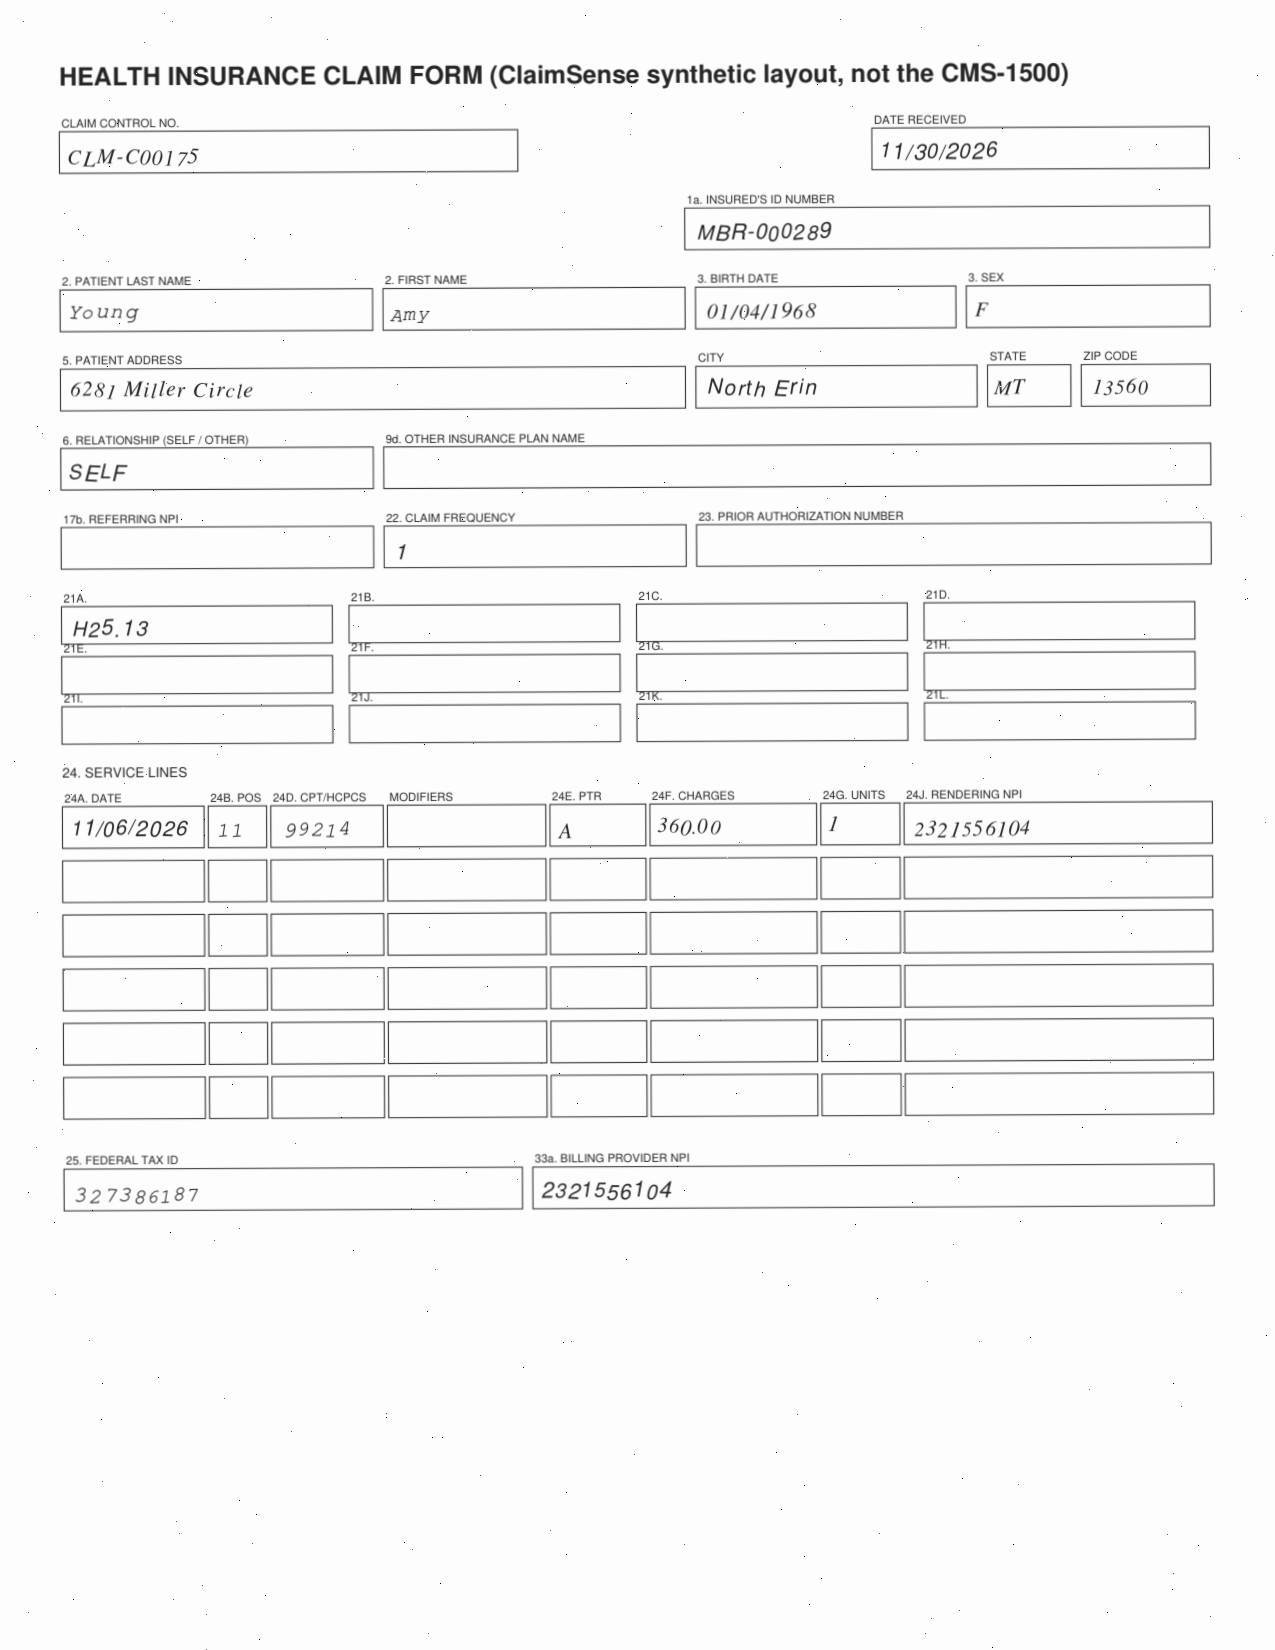 HEALTH INSURANCE CLAIM FORM (ClaimSense synthetic layout, not the CMS-1500)
CLAIM CONTROL NO.
CLM-C00175
DATE RECEIVED
11/30/2026
1a. INSURED'S ID NUMBER
MBR-000289
2. PATIENT LAST NAME
Young
2. FIRST NAME
Amy
3. BIRTH DATE
01/04/1968
3. SEX
F
5. PATIENT ADDRESS
6281 Miller Circle
CITY
North Erin
STATE
MT
ZIP CODE
13560
6. RELATIONSHIP (SELF / OTHER)
SELF
9d. OTHER INSURANCE PLAN NAME
17b. REFERRING NPI
22. CLAIM FREQUENCY
1
23. PRIOR AUTHORIZATION NUMBER
21A.
H25.13
21B.
21C.
21D.
21E.
21F.
21G.
21H.
21I.
21J.
21K.
21L.
24. SERVICE LINES
24A. DATE 24B. POS 24D. CPT/HCPCS MODIFIERS 24E. PTR 24F. CHARGES 24G. UNITS 24J. RENDERING NPI
11/06/2026 11 99214 A 360.00 1 2321556104
25. FEDERAL TAX ID
327386187
33a. BILLING PROVIDER NPI
2321556104